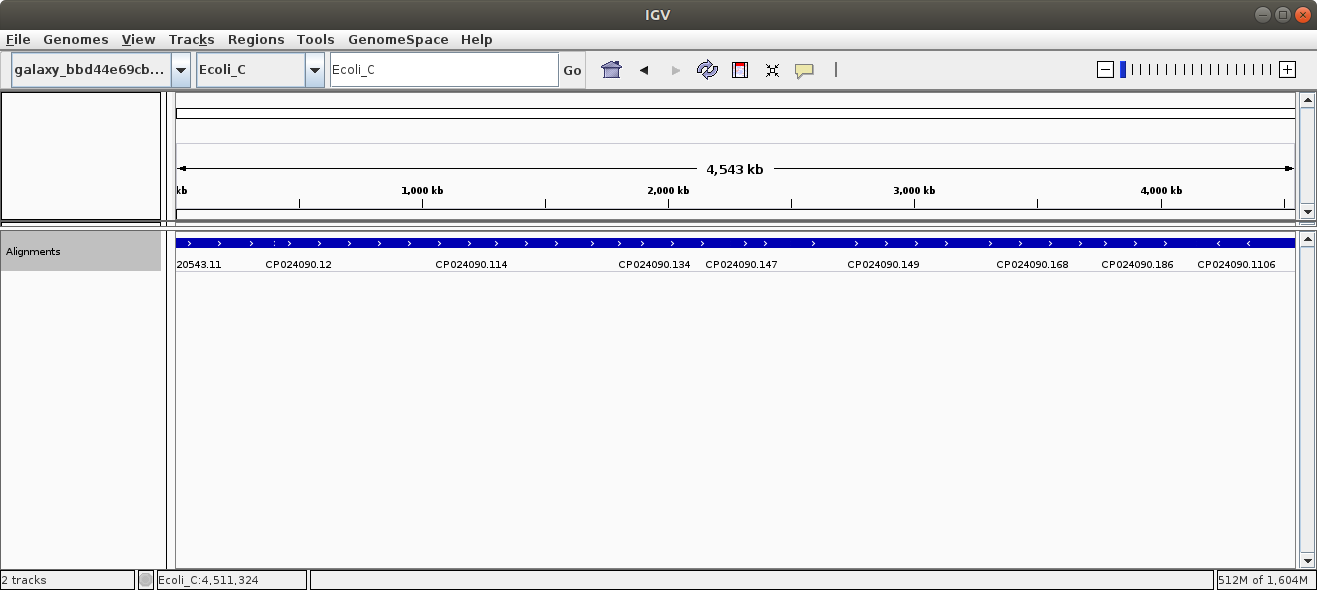 IGV
File Genomes View Tracks Regions Tools GenomeSpace Help
galaxy_bbd44e69cb... Ecoli_C Ecoli_C Go
4,543 kb
kb 1,000 kb 2,000 kb 3,000 kb 4,000 kb
Alignments
20543.11 CP024090.12 CP024090.114 CP024090.134 CP024090.147 CP024090.149 CP024090.168 CP024090.186 CP024090.1106
2 tracks Ecoli_C:4,511,324 512M of 1,604M